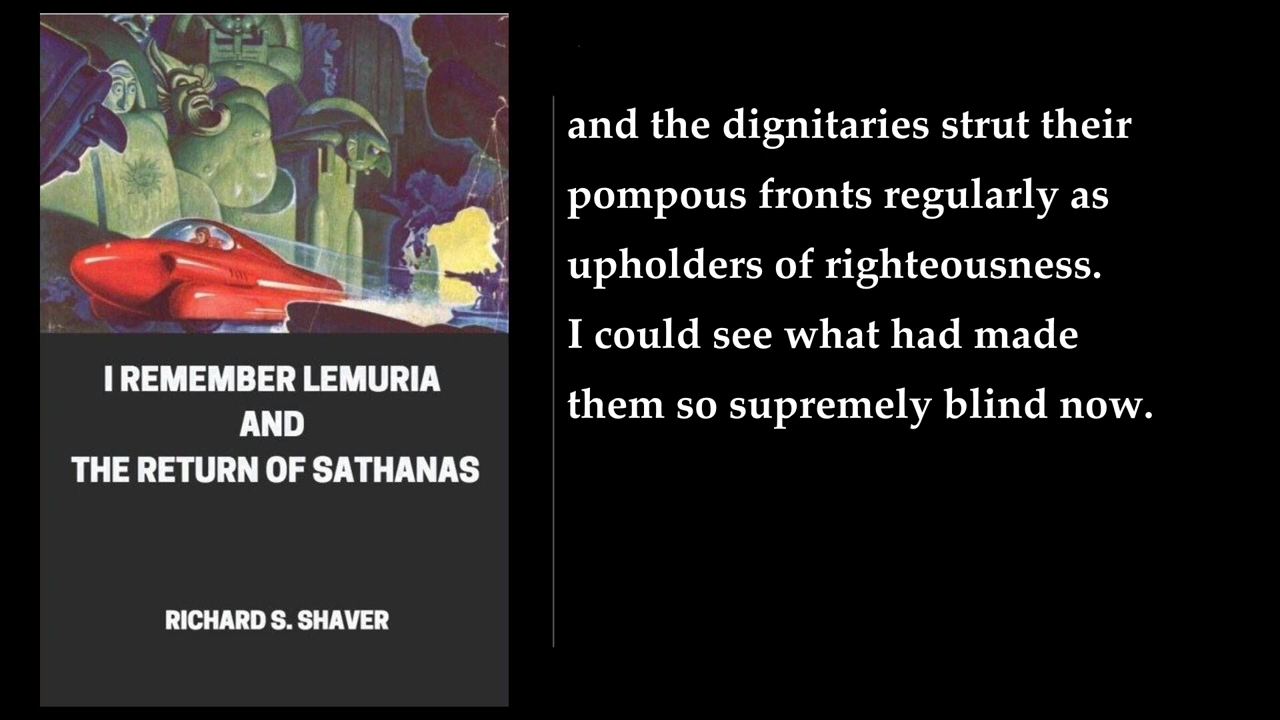 I REMEMBER LEMURIA
AND
THE RETURN OF SATHANAS
RICHARD S. SHAVER
and the dignitaries strut their
pompous fronts regularly as
upholders of righteousness.
I could see what had made
them so supremely blind now.